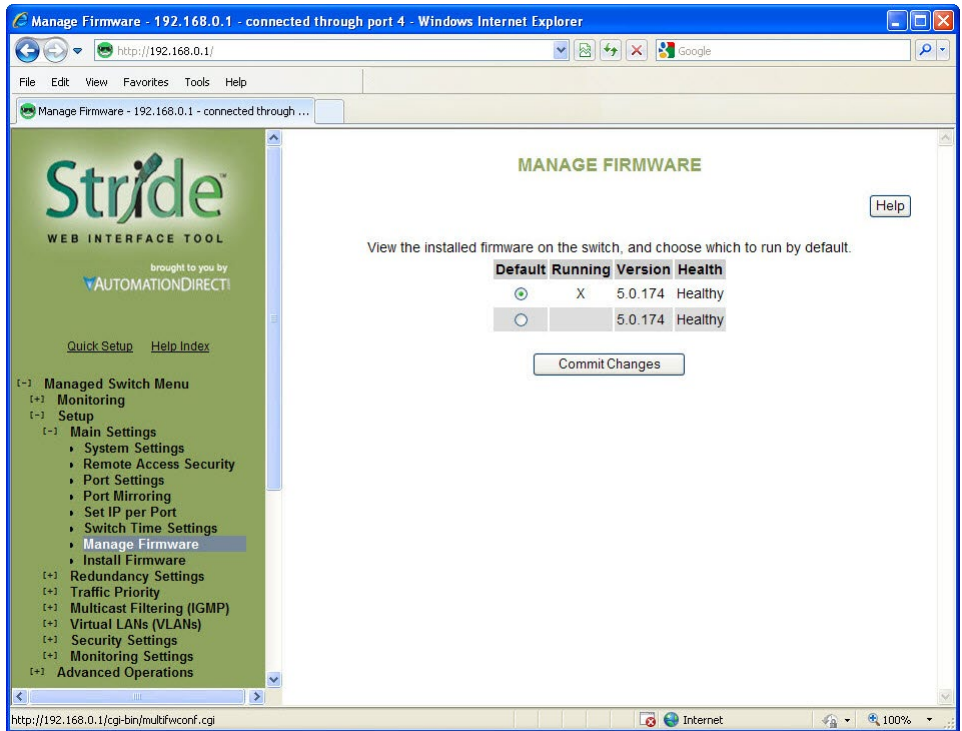 Manage Firmware - 192.168.0.1 - connected through port 4 - Windows Internet Explorer
http://192.168.0.1/
Google
File Edit View Favorites Tools Help
Manage Firmware - 192.168.0.1 - connected through ...
Stride™
WEB INTERFACE TOOL
brought to you by
AUTOMATIONDIRECT
Quick Setup Help Index
[-] Managed Switch Menu
[+] Monitoring
[-] Setup
[-] Main Settings
System Settings
Remote Access Security
Port Settings
Port Mirroring
Set IP per Port
Switch Time Settings
Manage Firmware
Install Firmware
[+] Redundancy Settings
[+] Traffic Priority
[+] Multicast Filtering (IGMP)
[+] Virtual LANs (VLANs)
[+] Security Settings
[+] Monitoring Settings
[+] Advanced Operations
MANAGE FIRMWARE
Help
View the installed firmware on the switch, and choose which to run by default.
Default Running Version Health
X 5.0.174 Healthy
5.0.174 Healthy
Commit Changes
http://192.168.0.1/cgi-bin/multifwconf.cgi
Internet
100%